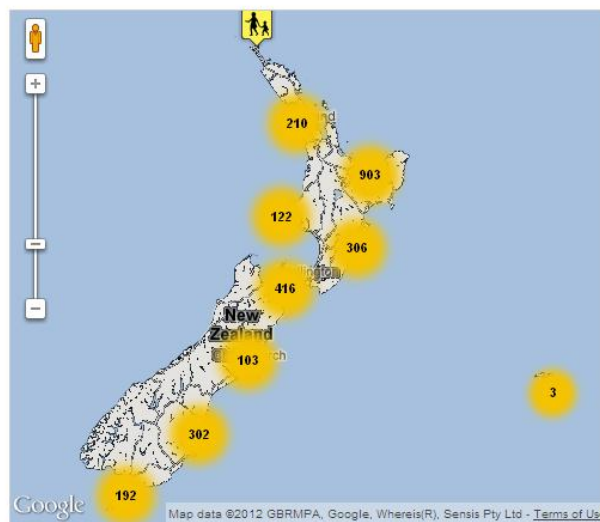 210
903
122
306
416
New
Zealand
103
3
302
192
Google
Map data ©2012 GBRMPA, Google, Whereis(R), Sensis Pty Ltd - Terms of Us